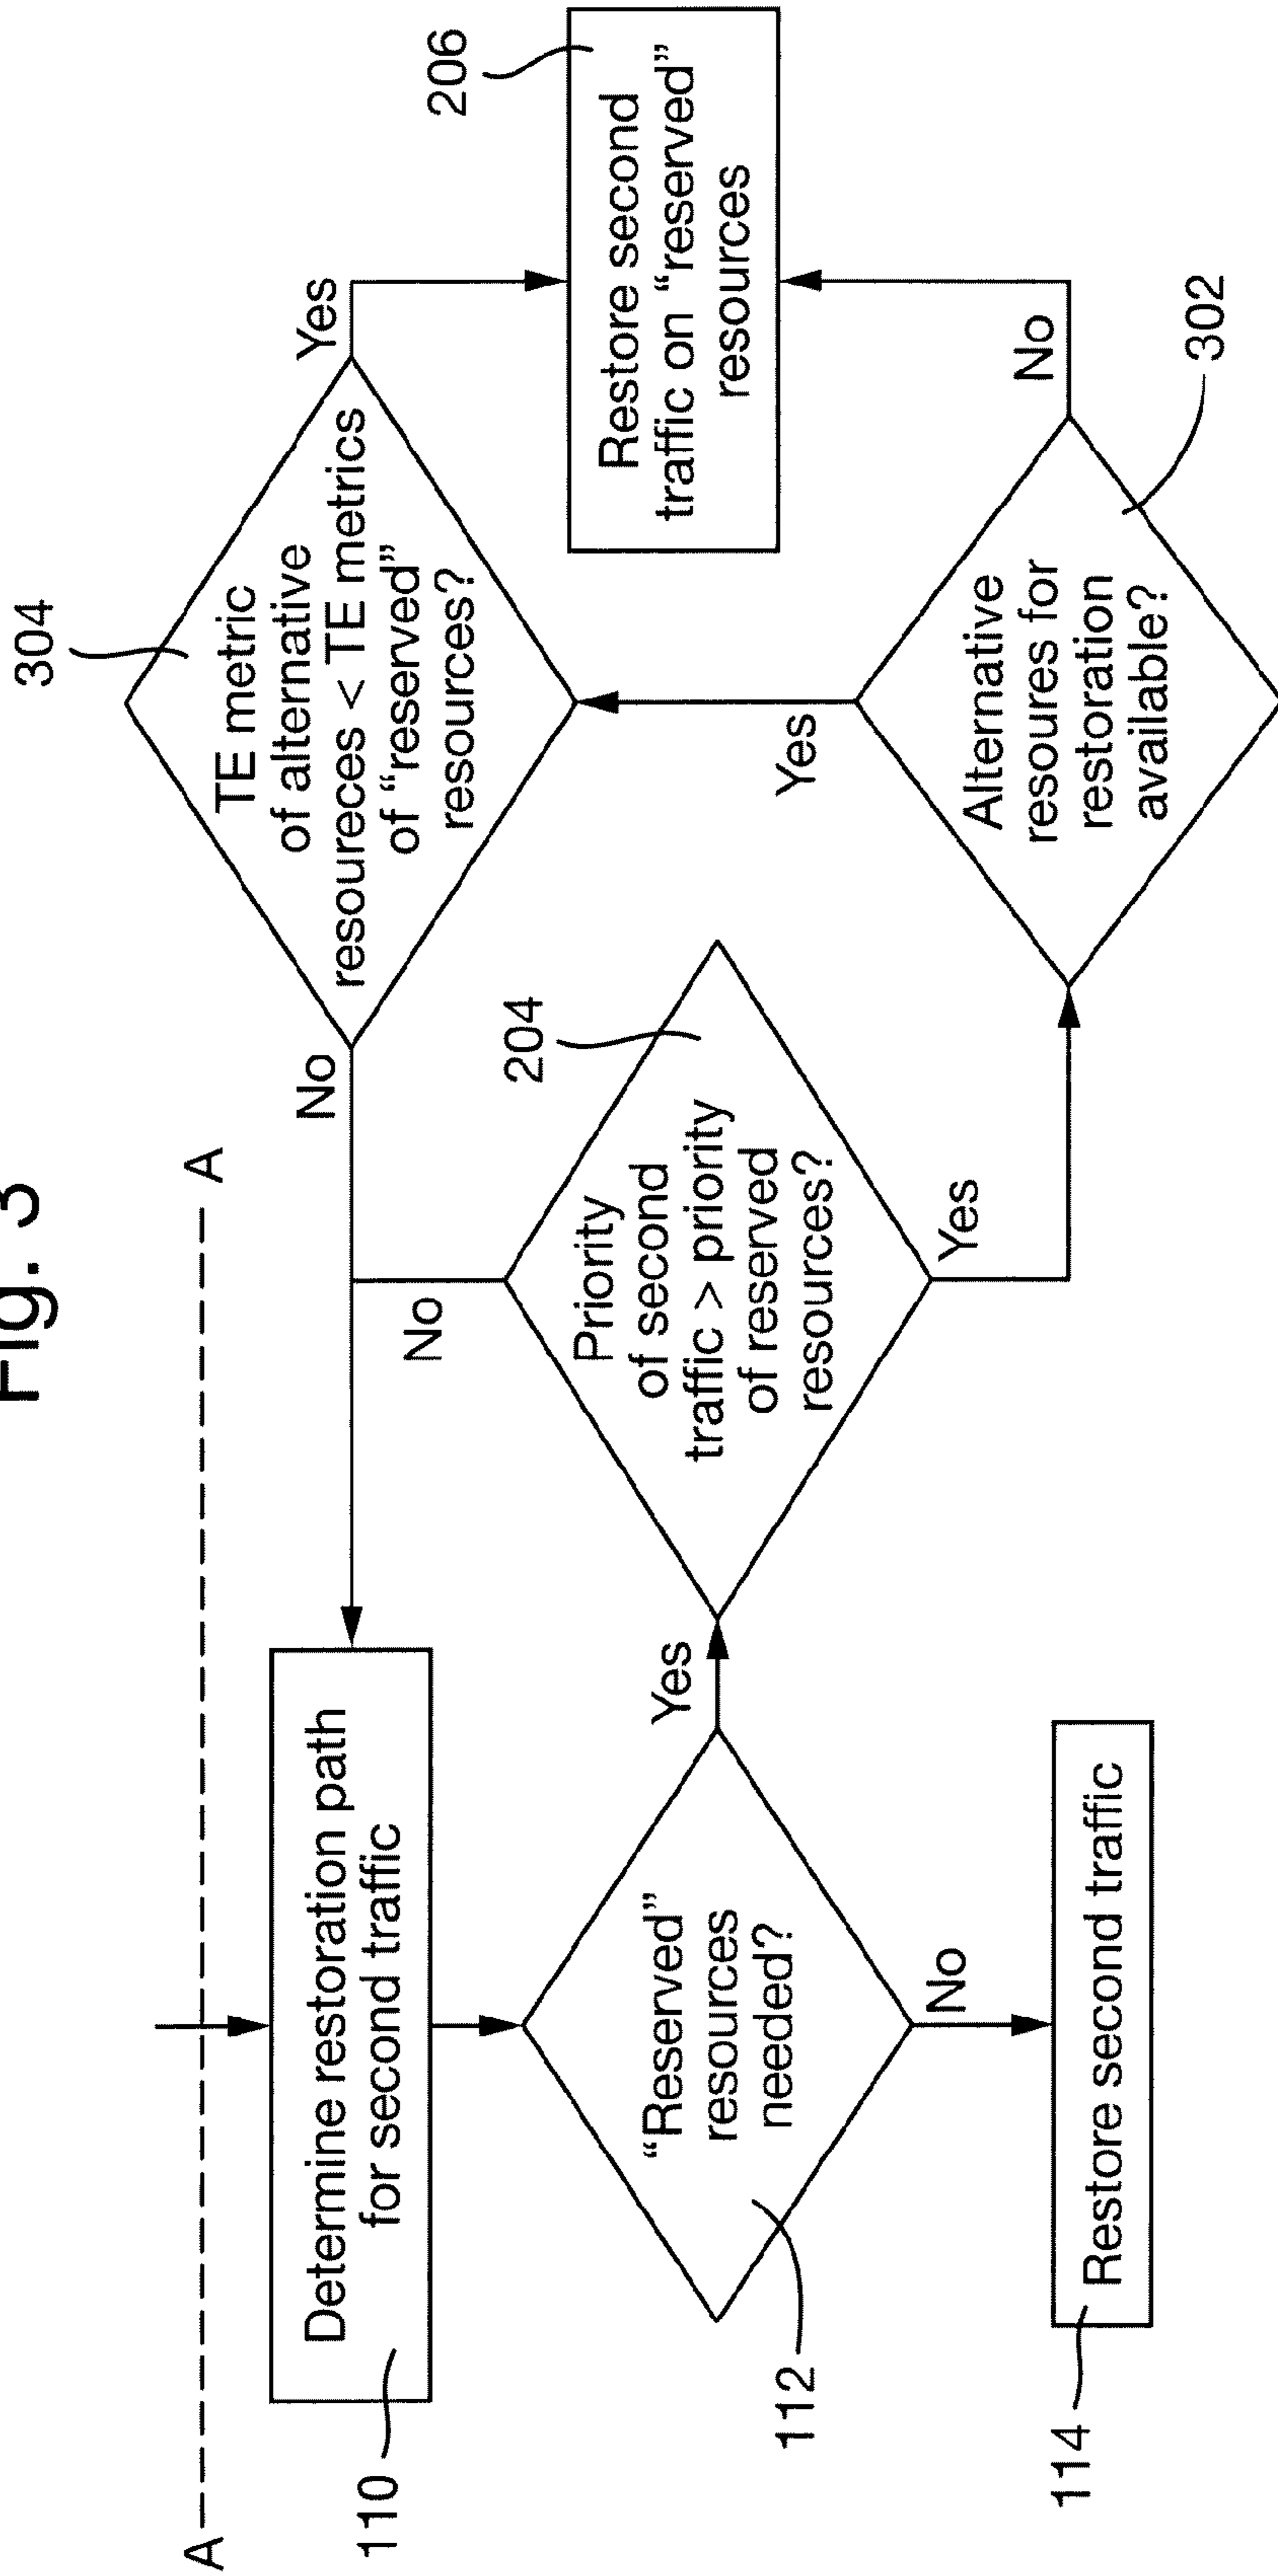 Fig. 3
A
A
110
Determine restoration path
for second traffic
112
“Reserved”
resources
needed?
Yes
No
114
Restore second traffic
204
Priority
of second
traffic > priority
of reserved
resources?
No
Yes
302
Alternative
resoures for
restoration
available?
Yes
No
304
TE metric
of alternative
resoureces < TE metrics
of “reserved”
resources?
No
Yes
206
Restore second
traffic on “reserved”
resources